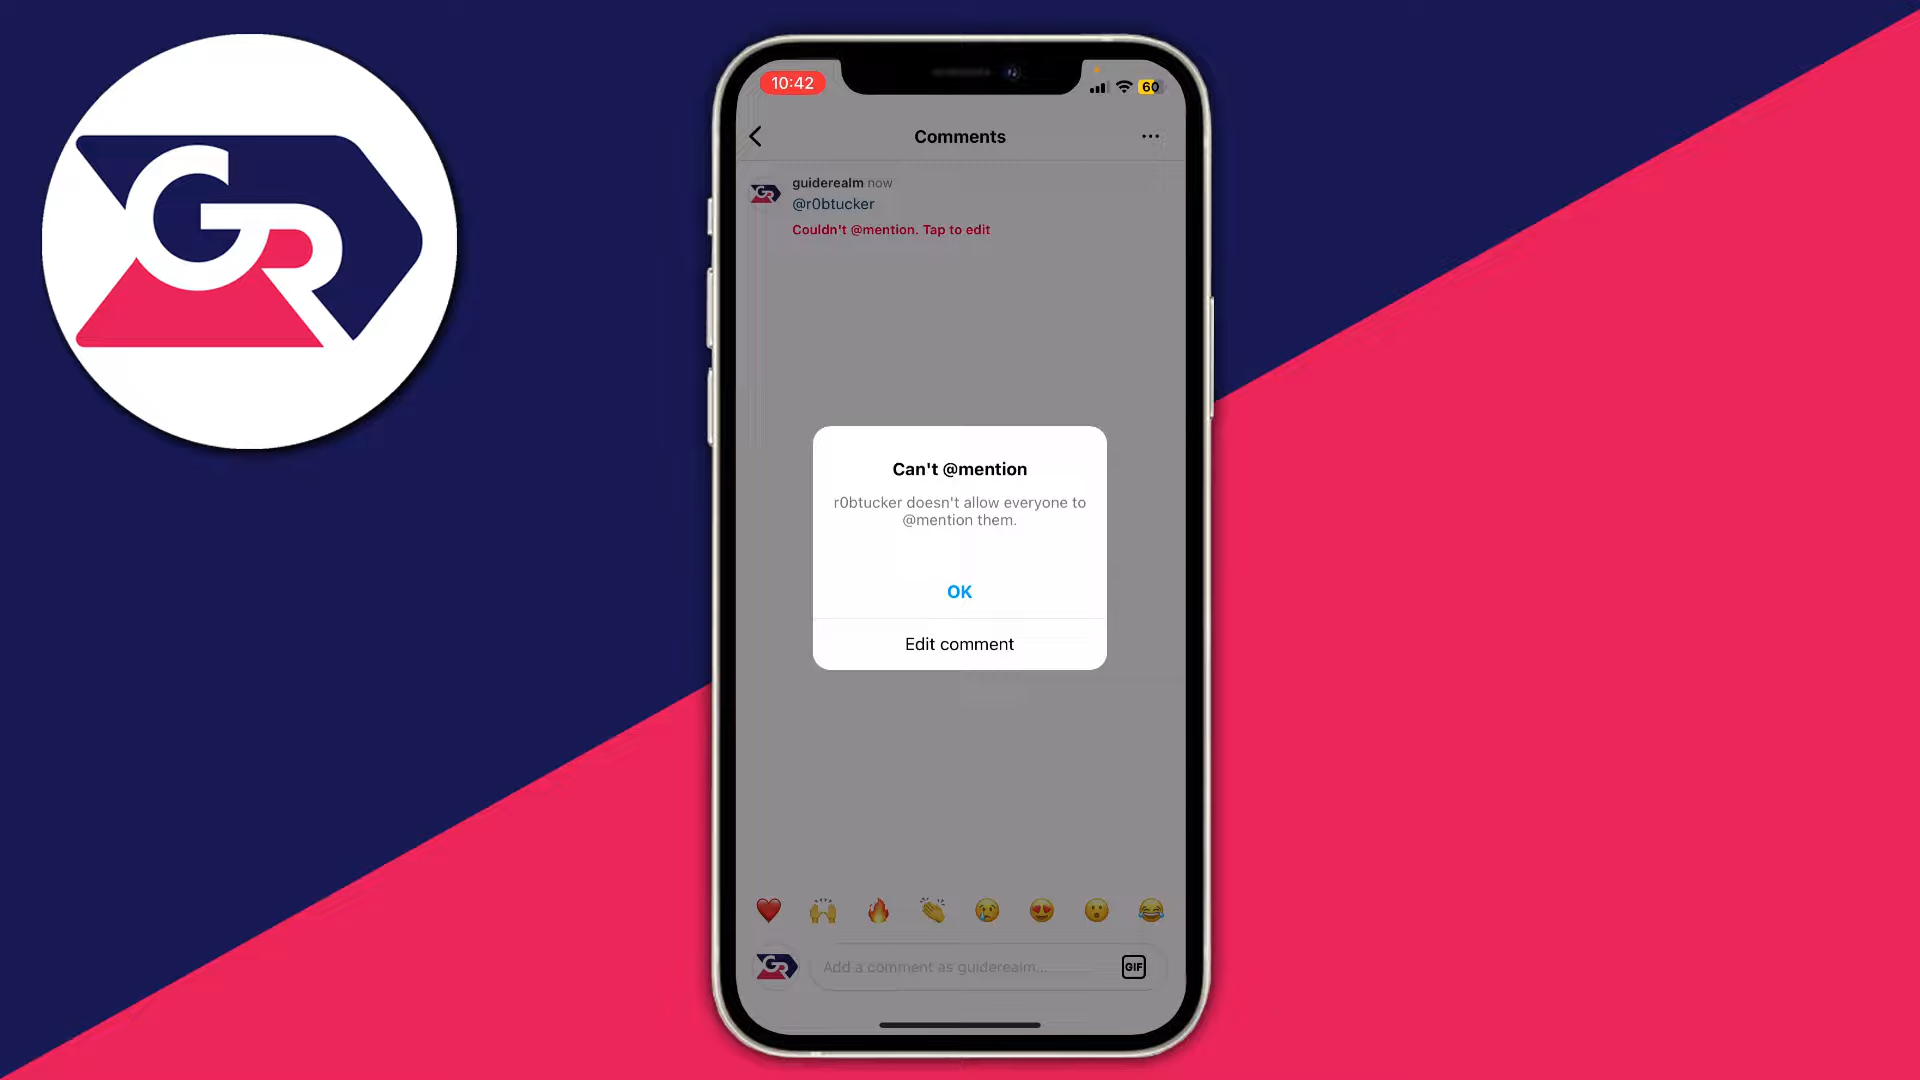 GR
10:42
60
Comments
guiderealm now
@r0btucker
Couldn't @mention. Tap to edit
Can't @mention
r0btucker doesn't allow everyone to
@mention them.
OK
Edit comment
Add a comment as guiderealm...
GIF